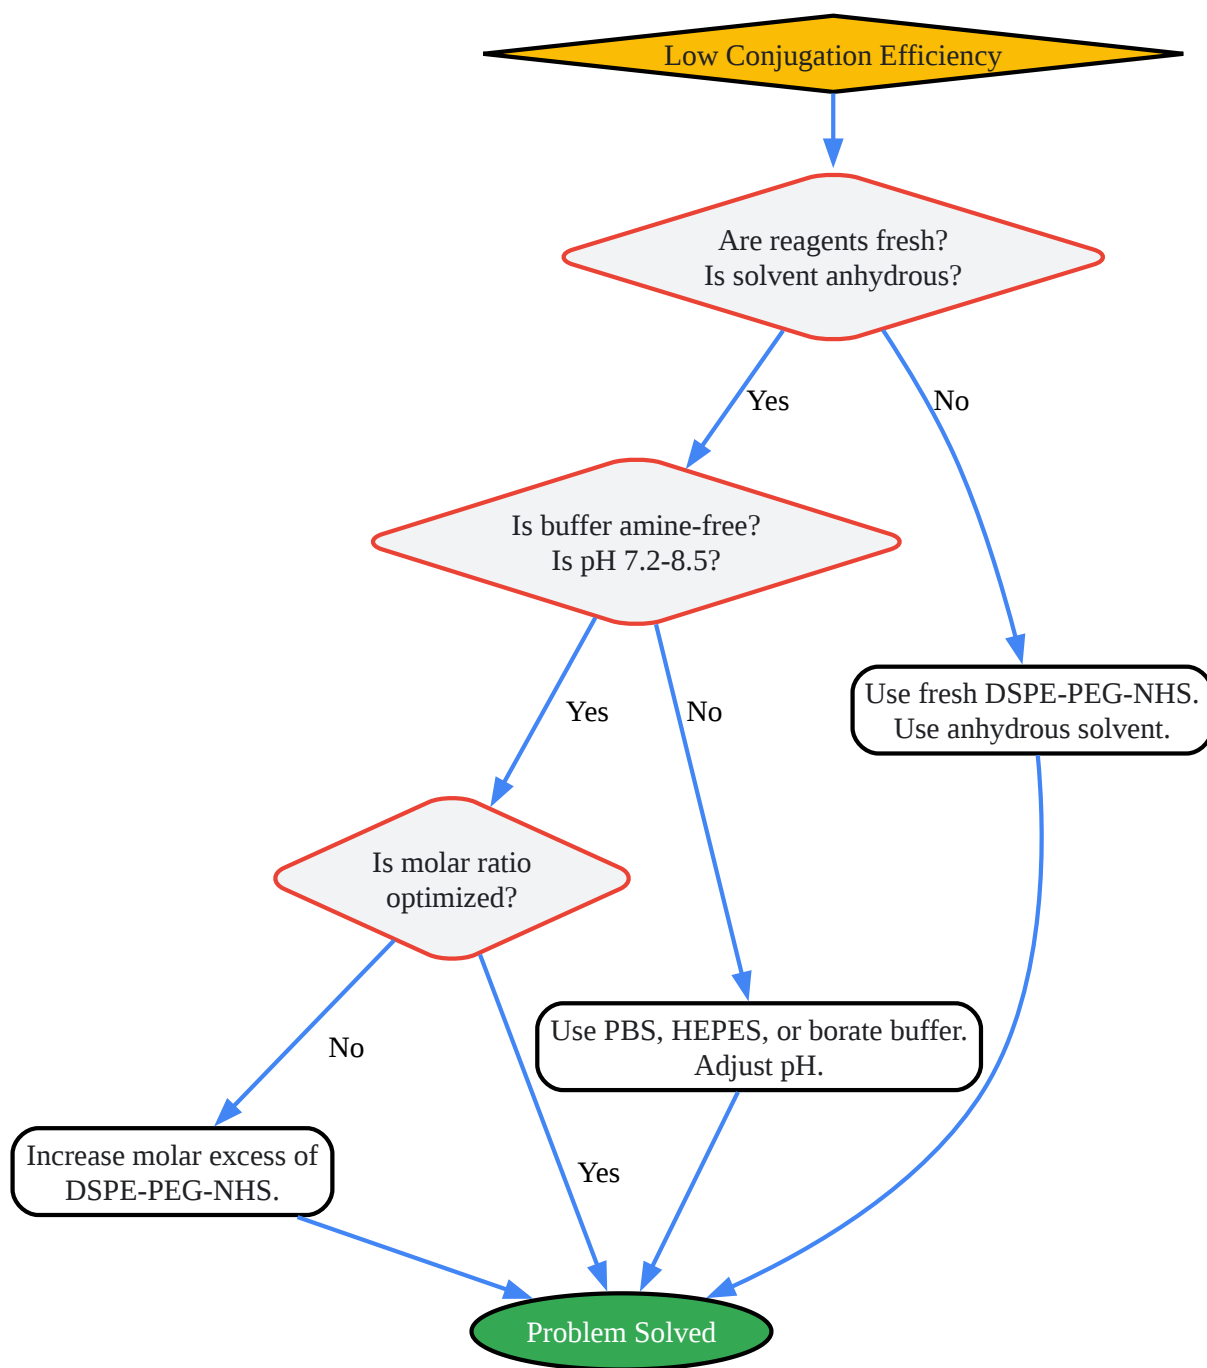 Low Conjugation Efficiency
Are reagents fresh?
Is solvent anhydrous?
Yes
No
Is buffer amine-free?
Is pH 7.2-8.5?
Use fresh DSPE-PEG-NHS.
Use anhydrous solvent.
Yes
No
Is molar ratio
optimized?
Use PBS, HEPES, or borate buffer.
Adjust pH.
No
Increase molar excess of
DSPE-PEG-NHS.
Yes
Problem Solved